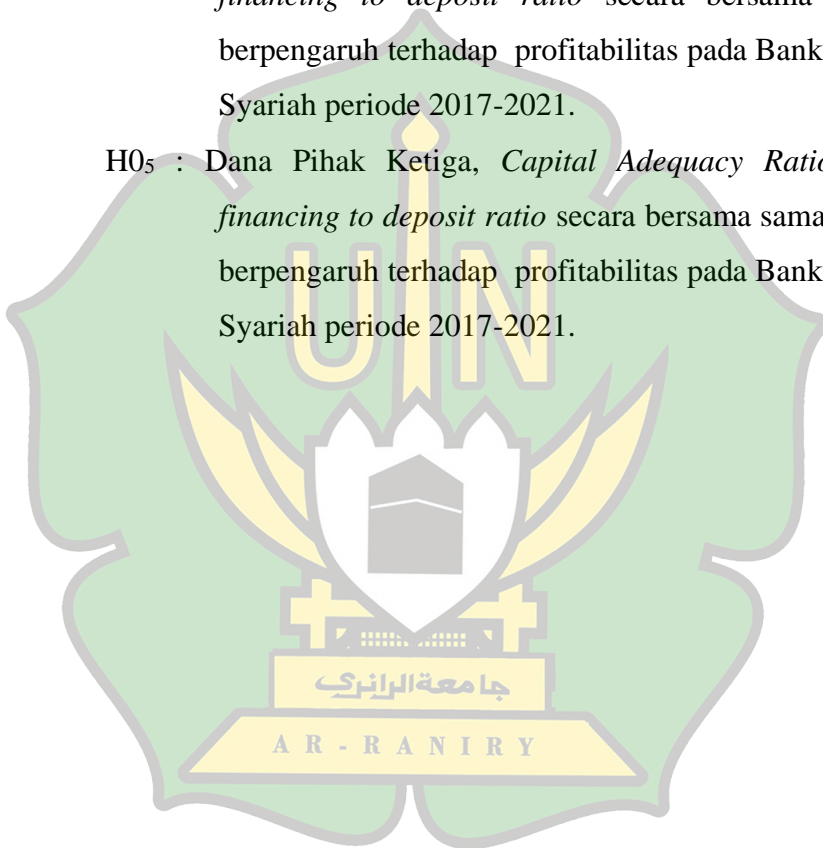 financing to deposit ratio secara bersama
berpengaruh terhadap profitabilitas pada Bank
Syariah periode 2017-2021.
H0₅ : Dana Pihak Ketiga, Capital Adequacy Ratio
financing to deposit ratio secara bersama sama
berpengaruh terhadap profitabilitas pada Bank
Syariah periode 2017-2021.
UIN
جامعة الرانري
AR-RANIRY